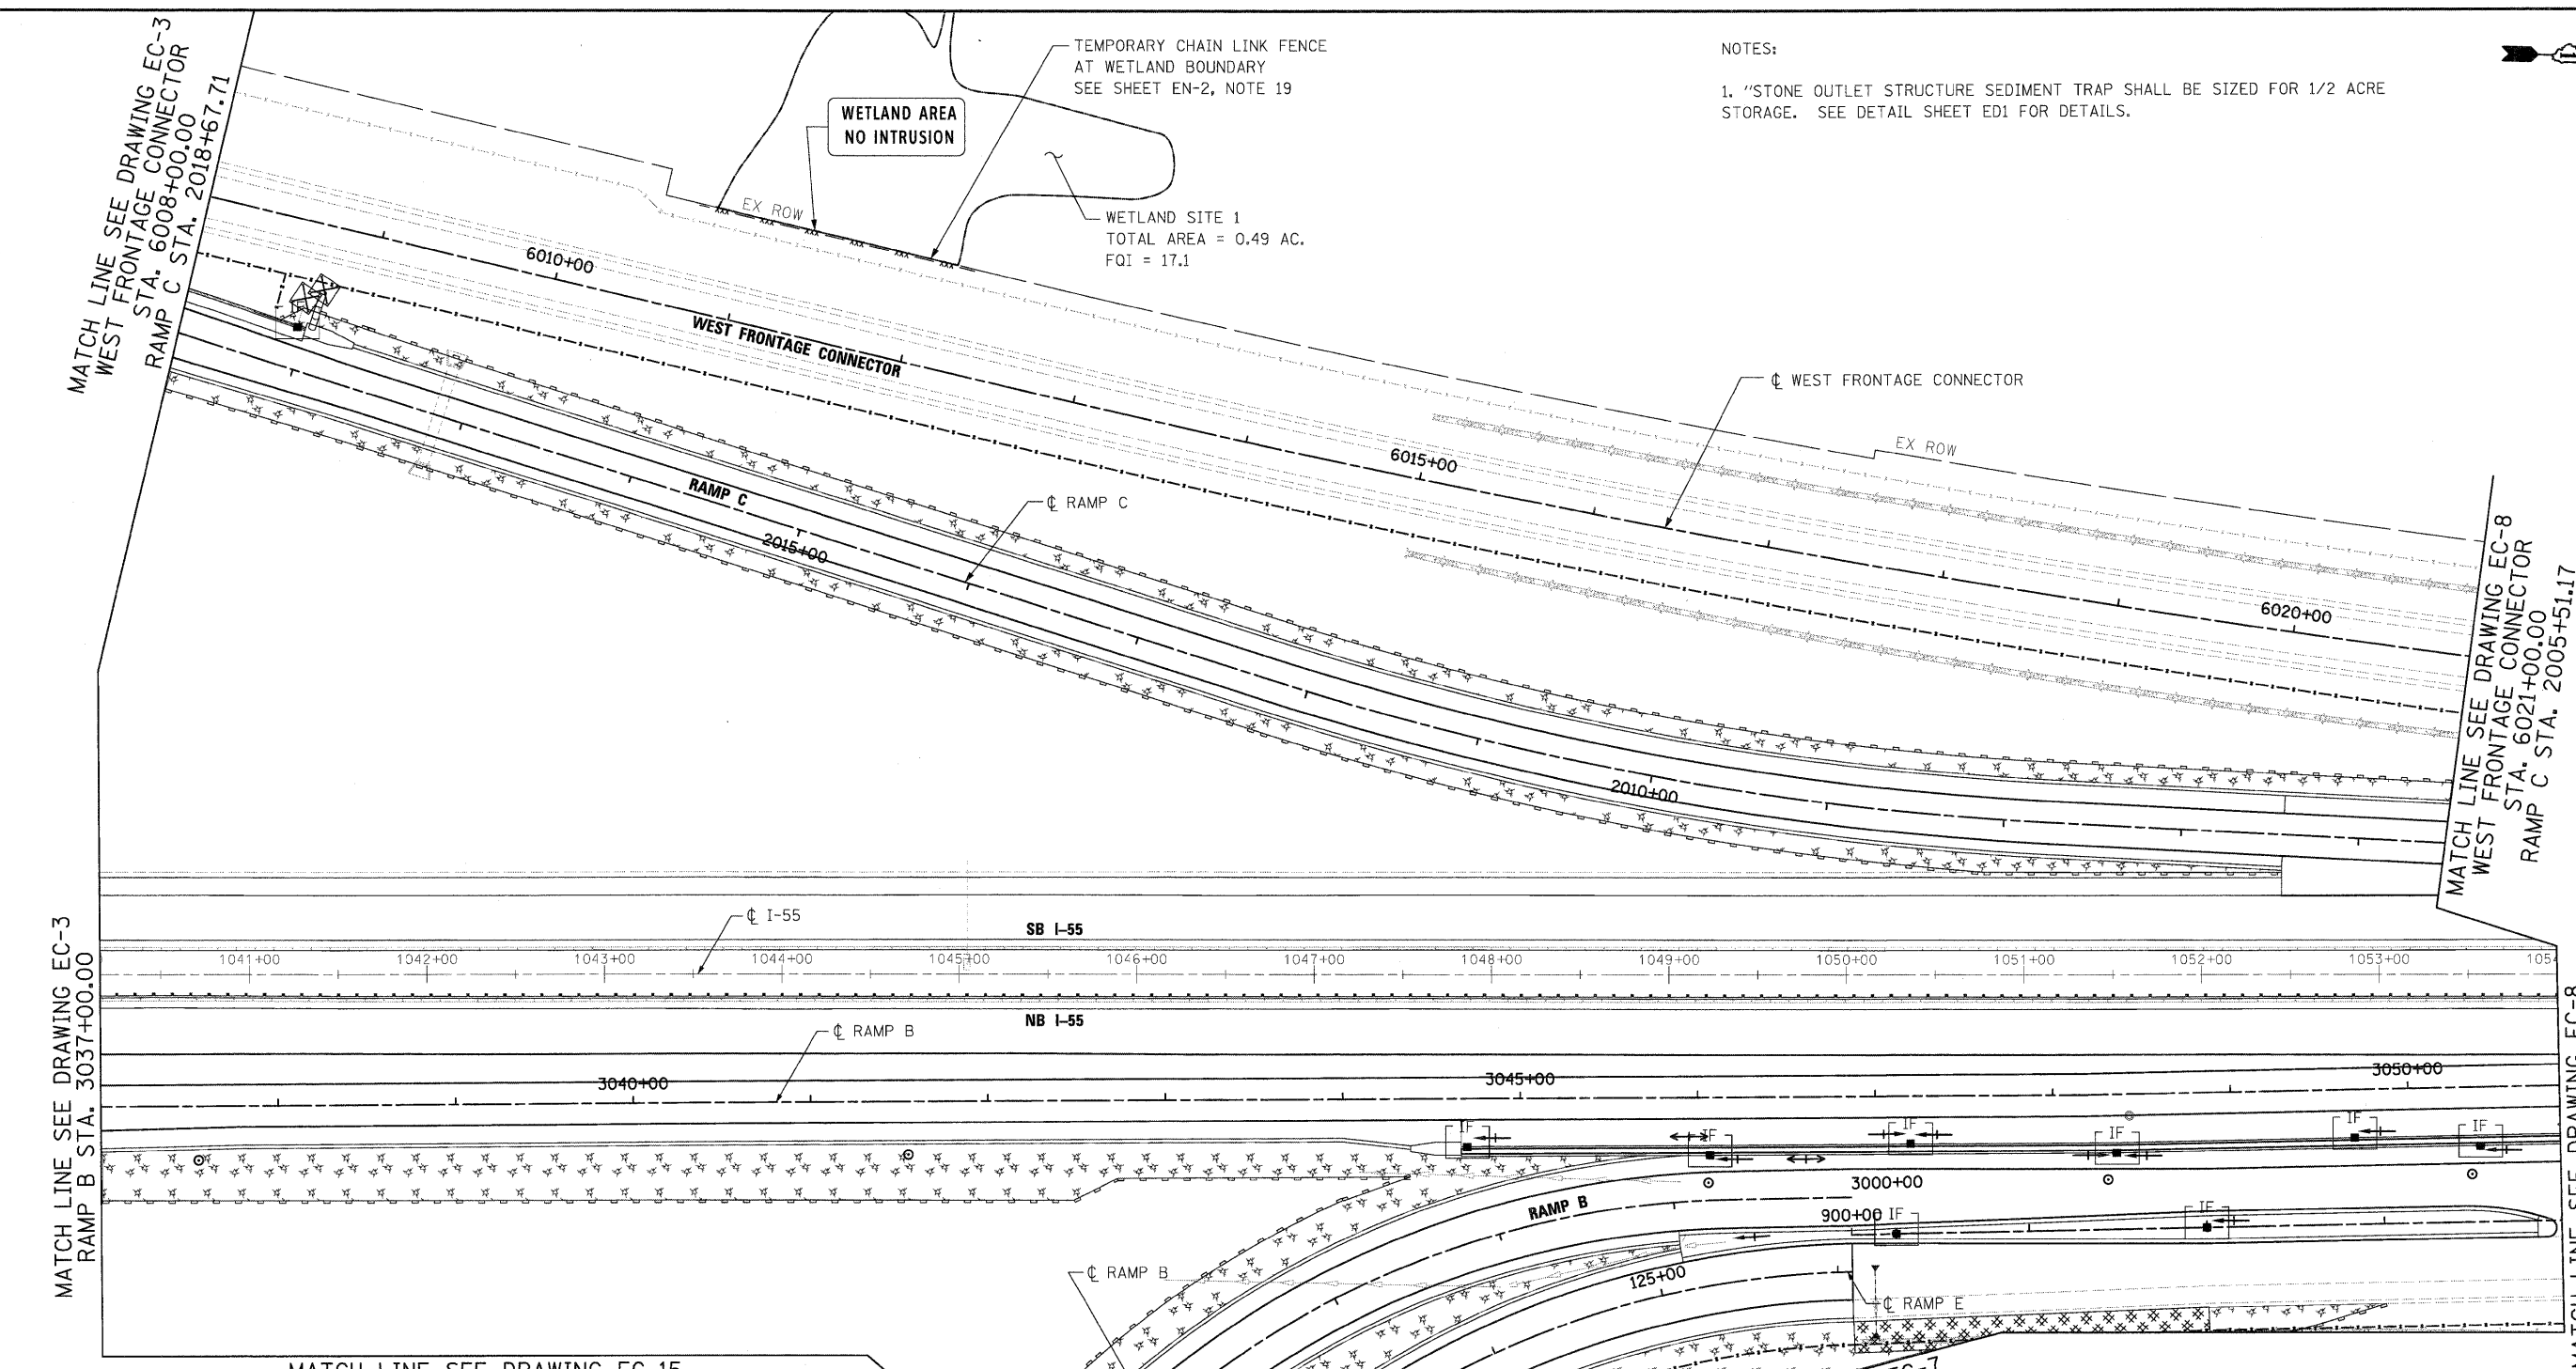 MATCH LINE SEE DRAWING EC-3
WEST FRONTAGE CONNECTOR
STA. 6008+00.00
RAMP C STA. 2018+67.71
TEMPORARY CHAIN LINK FENCE
AT WETLAND BOUNDARY
SEE SHEET EN-2, NOTE 19
WETLAND AREA
NO INTRUSION
NOTES:
1. "STONE OUTLET STRUCTURE SEDIMENT TRAP SHALL BE SIZED FOR 1/2 ACRE
STORAGE. SEE DETAIL SHEET ED1 FOR DETAILS.
EX ROW
WETLAND SITE 1
TOTAL AREA = 0.49 AC.
FQI = 17.1
6010+00
WEST FRONTAGE CONNECTOR
℄ WEST FRONTAGE CONNECTOR
EX ROW
6015+00
RAMP C
℄ RAMP C
2015+00
6020+00
2010+00
MATCH LINE SEE DRAWING EC-8
WEST FRONTAGE CONNECTOR
STA. 6021+00.00
RAMP C STA. 2005+51.17
℄ I-55
SB I-55
1041+00
1042+00
1043+00
1044+00
1045+00
1046+00
1047+00
1048+00
1049+00
1050+00
1051+00
1052+00
1053+00
1054
NB I-55
MATCH LINE SEE DRAWING EC-3
RAMP B STA. 3037+00.00
℄ RAMP B
3040+00
3045+00
3050+00
IF
IF
IF
IF
IF
IF
3000+00
RAMP B
900+00
IF
IF
℄ RAMP B
125+00
℄ RAMP E
MATCH LINE SEE DRAWING EC-8
MATCH LINE SEE DRAWING EC-15